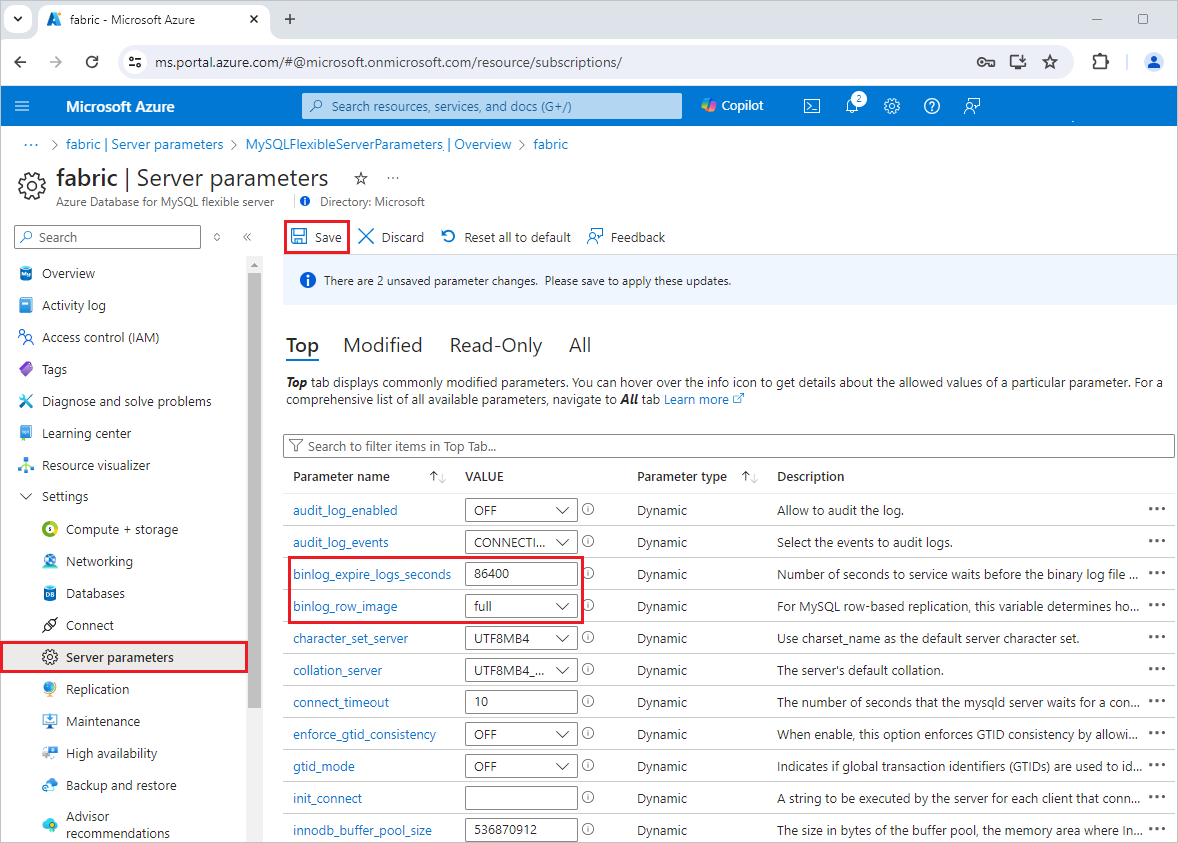 fabric - Microsoft Azure
ms.portal.azure.com/#@microsoft.onmicrosoft.com/resource/subscriptions/
Microsoft Azure
Search resources, services, and docs (G+/)
Copilot
2
... > fabric | Server parameters > MySQLFlexibleServerParameters | Overview > fabric
fabric | Server parameters
Azure Database for MySQL flexible server
Directory: Microsoft
Search
Overview
Activity log
Access control (IAM)
Tags
Diagnose and solve problems
Learning center
Resource visualizer
Settings
Compute + storage
Networking
Databases
Connect
Server parameters
Replication
Maintenance
High availability
Backup and restore
Advisor
recommendations
Save Discard Reset all to default Feedback
There are 2 unsaved parameter changes. Please save to apply these updates.
Top Modified Read-Only All
Top tab displays commonly modified parameters. You can hover over the info icon to get details about the allowed values of a particular parameter. For a
comprehensive list of all available parameters, navigate to All tab Learn more
Search to filter items in Top Tab...
Parameter name VALUE Parameter type Description
audit_log_enabled OFF Dynamic Allow to audit the log.
audit_log_events CONNECTI... Dynamic Select the events to audit logs.
binlog_expire_logs_seconds 86400 Dynamic Number of seconds to service waits before the binary log file ...
binlog_row_image full Dynamic For MySQL row-based replication, this variable determines ho...
character_set_server UTF8MB4 Dynamic Use charset_name as the default server character set.
collation_server UTF8MB4_... Dynamic The server's default collation.
connect_timeout 10 Dynamic The number of seconds that the mysqld server waits for a con...
enforce_gtid_consistency OFF Dynamic When enable, this option enforces GTID consistency by allowi...
gtid_mode OFF Dynamic Indicates if global transaction identifiers (GTIDs) are used to id...
init_connect Dynamic A string to be executed by the server for each client that conn...
innodb_buffer_pool_size 536870912 Dynamic The size in bytes of the buffer pool, the memory area where In...